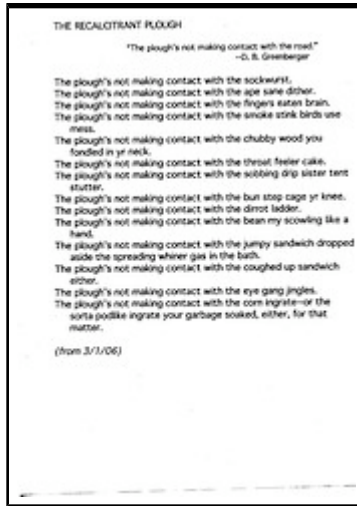 THE RECALCITRANT PLOUGH
"The plough's not making contact with the road."
--D. B. Greenberger
The plough's not making contact with the sockwurst.
The plough's not making contact with the ape sane dither.
The plough's not making contact with the fingers eaten brain.
The plough's not making contact with the smoke stink birds use
mess.
The plough's not making contact with the chubby wood you
fondled in yr neck.
The plough's not making contact with the throat feeler cake.
The plough's not making contact with the sobbing drip sister tent
stutter.
The plough's not making contact with the bun step cage yr knee.
The plough's not making contact with the dirrot ladder.
The plough's not making contact with the bean my scowling like a
hand.
The plough's not making contact with the jumpy sandwich dropped
aside the spreading whiner gas in the bath.
The plough's not making contact with the coughed up sandwich
either.
The plough's not making contact with the eye gang jingles.
The plough's not making contact with the corn ingrate--or the
sorta podlike ingrate your garbage soaked, either, for that
matter.
(from 3/1/06)